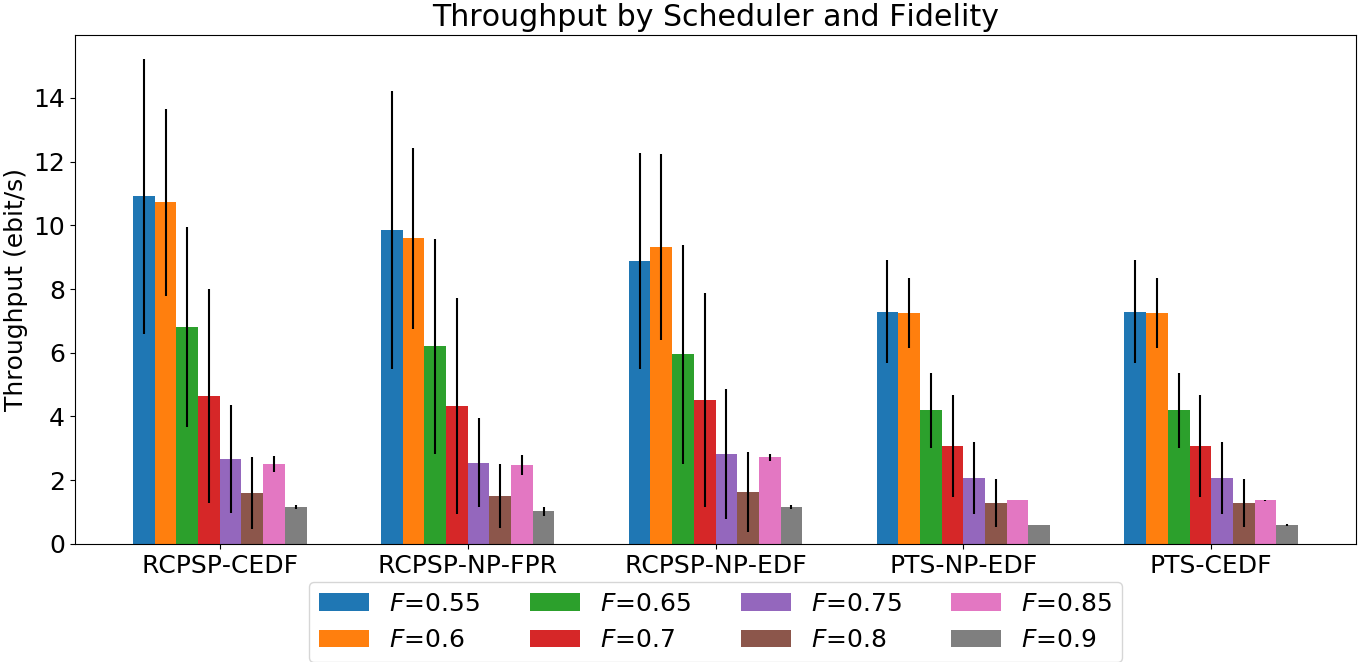 Throughput by Scheduler and Fidelity
Throughput (ebit/s)
14
12
10
8
6
4
2
0
RCPSP-CEDF RCPSP-NP-FPR RCPSP-NP-EDF PTS-NP-EDF PTS-CEDF
F=0.55 F=0.65 F=0.75 F=0.85
F=0.6 F=0.7 F=0.8 F=0.9